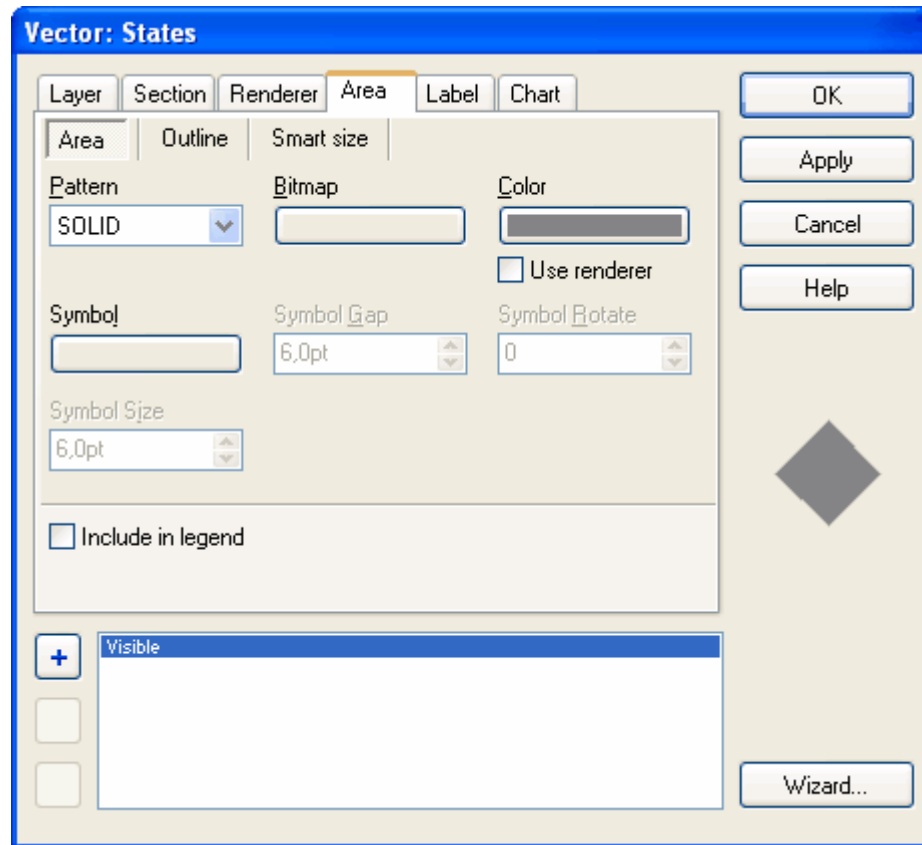 Vector: States
Layer Section Renderer Area Label Chart
OK
Area Outline Smart size
Apply
Pattern Bitmap Color
SOLID
Cancel
Use renderer
Help
Symbol Symbol Gap Symbol Rotate
6,0pt 0
Symbol Size
6,0pt
Include in legend
+
Visible
Wizard...